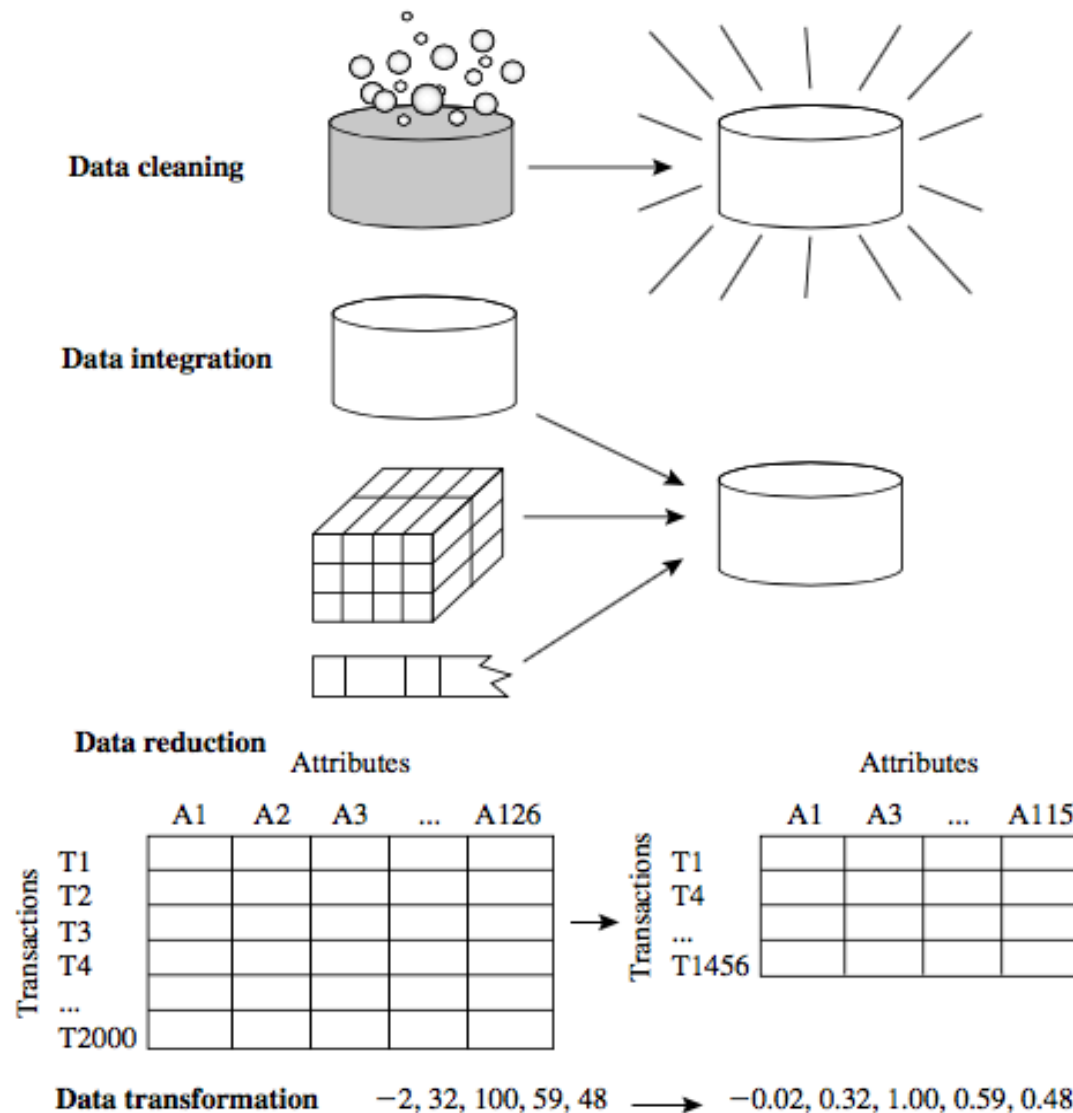 Data cleaning
Data integration
Data reduction
Attributes
A1 A2 A3 ... A126
Transactions
T1
T2
T3
T4
...
T2000
Attributes
A1 A3 ... A115
Transactions
T1
T4
...
T1456
Data transformation −2, 32, 100, 59, 48 −0.02, 0.32, 1.00, 0.59, 0.48